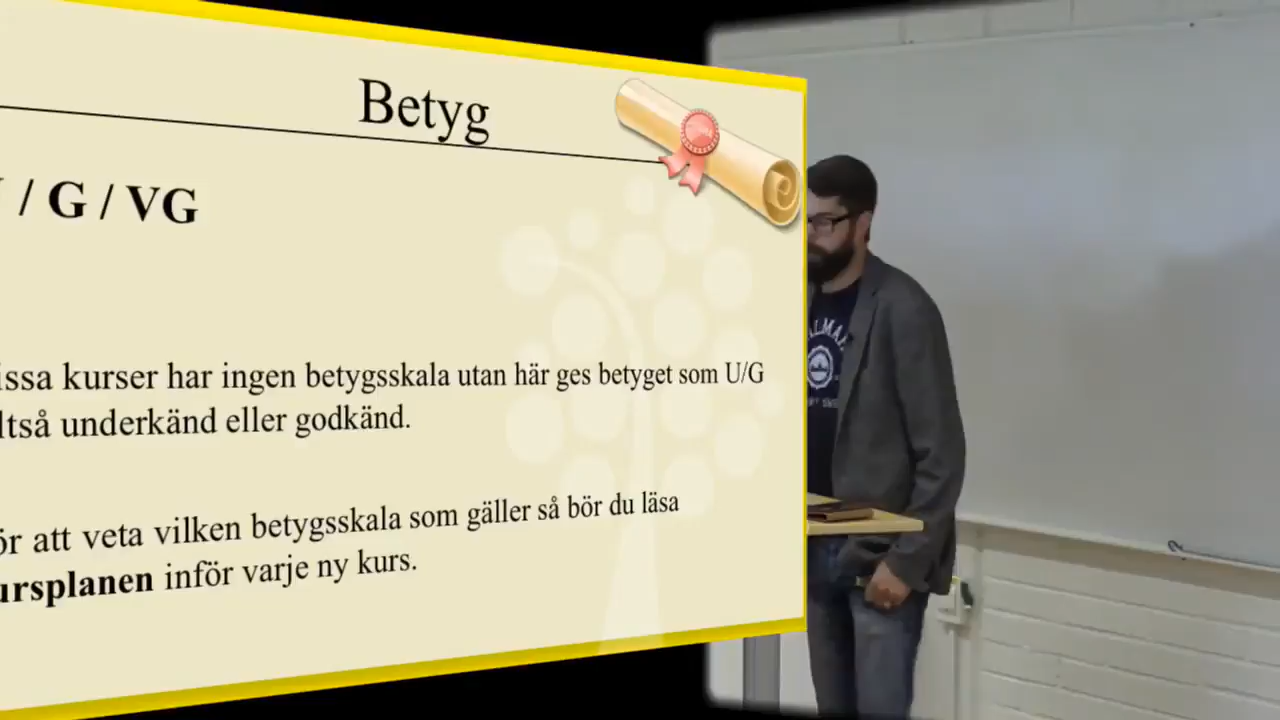 Betyg
/ G / VG
issa kurser har ingen betygsskala utan här ges betyget som U/G
ltså underkänd eller godkänd.
ör att veta vilken betygsskala som gäller så bör du läsa
ursplanen inför varje ny kurs.